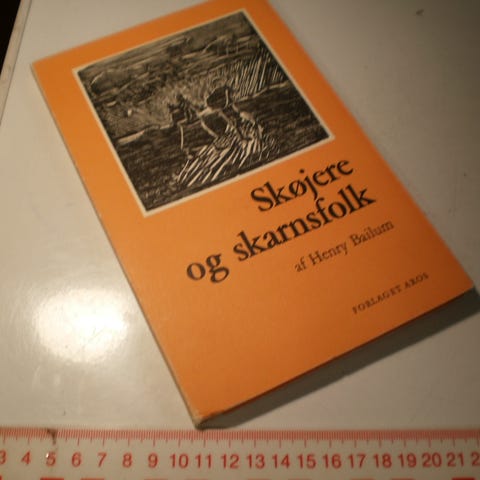 Skøjere
og skarnsfolk
af Henry Bailum
FORLAGET AROS
3 4 5 6 7 8 9 10 11 12 13 14 15 16 17 18 19 20 21 2